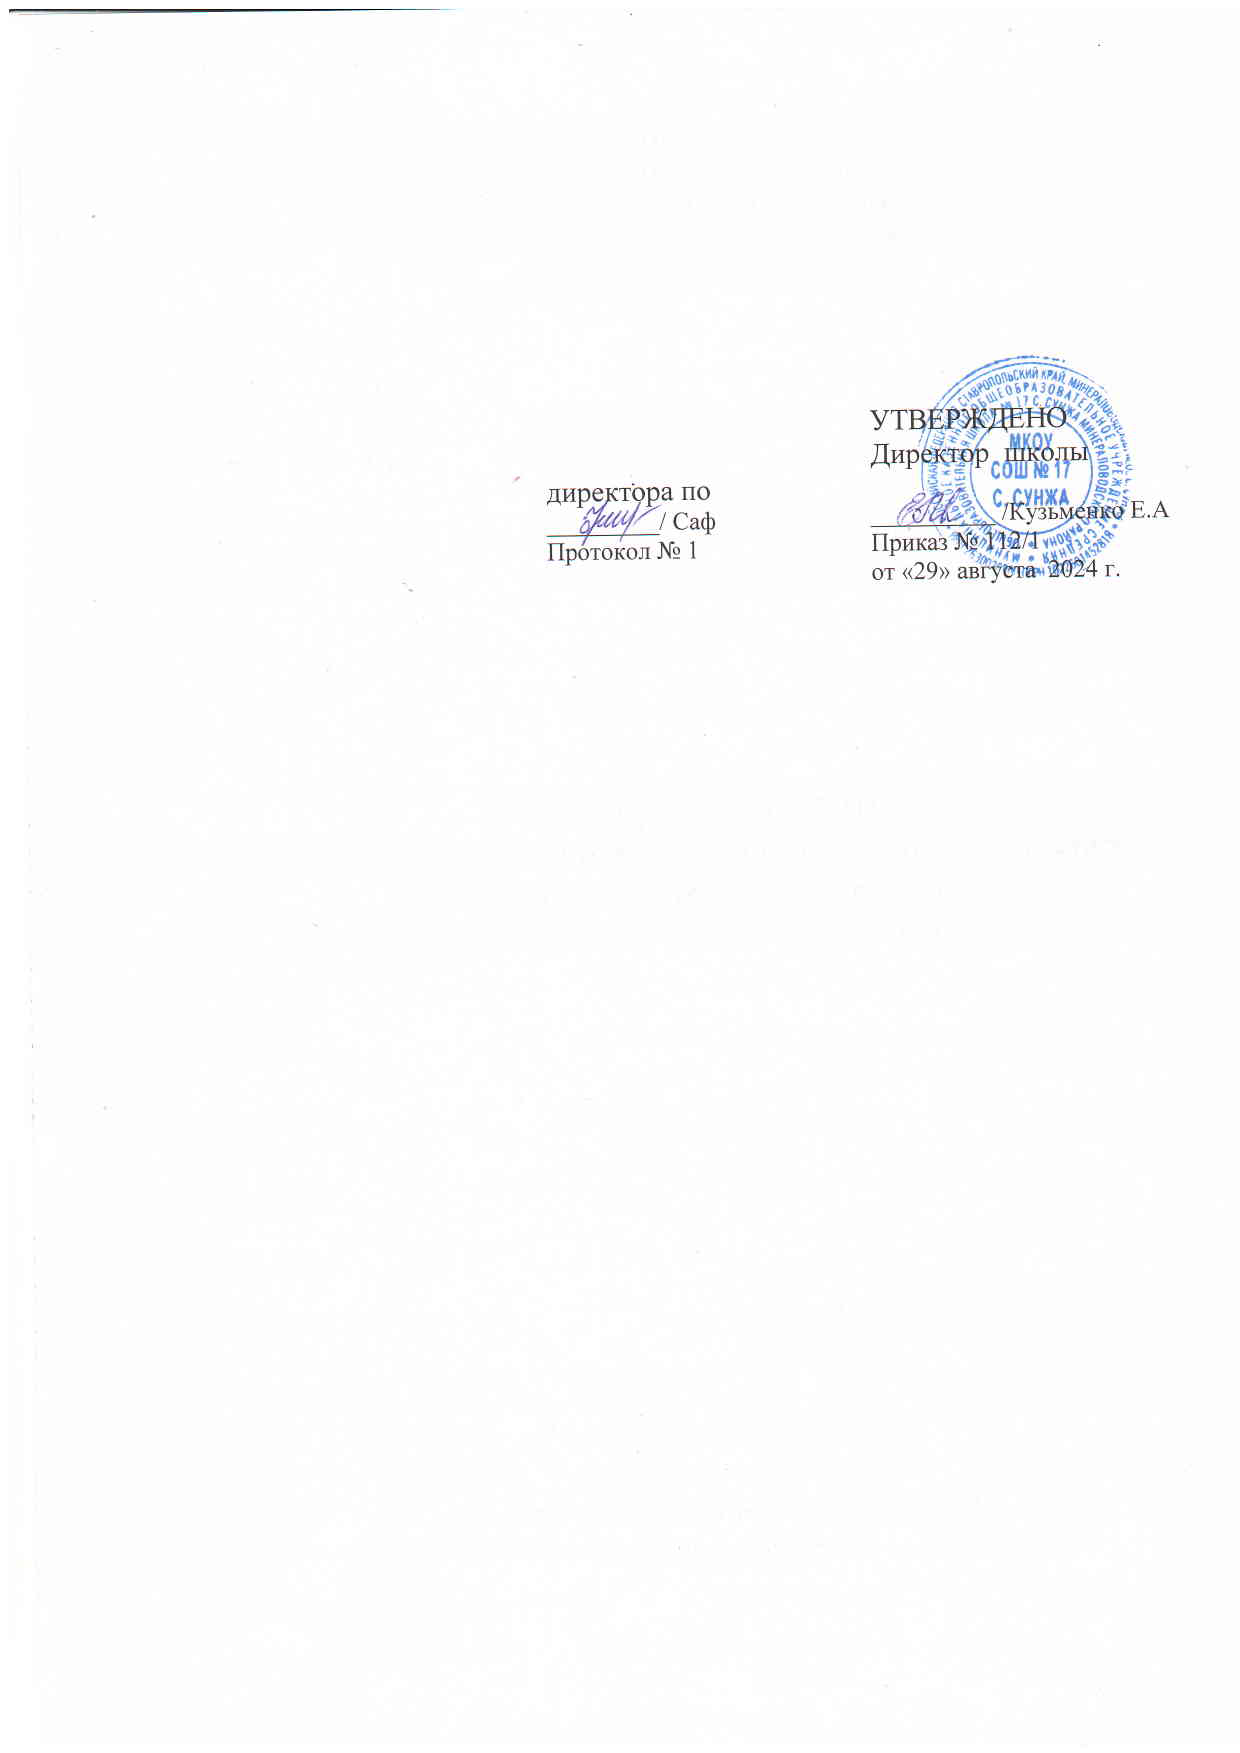 директора по
/ Саф
Протокол № 1
УТВЕРЖДЕНО
Директор школы
/Кузьменко Е.А
Приказ № 112/1
от «29» августа 2024 г.
МКОУ
СОШ № 17
С. СУНЖА